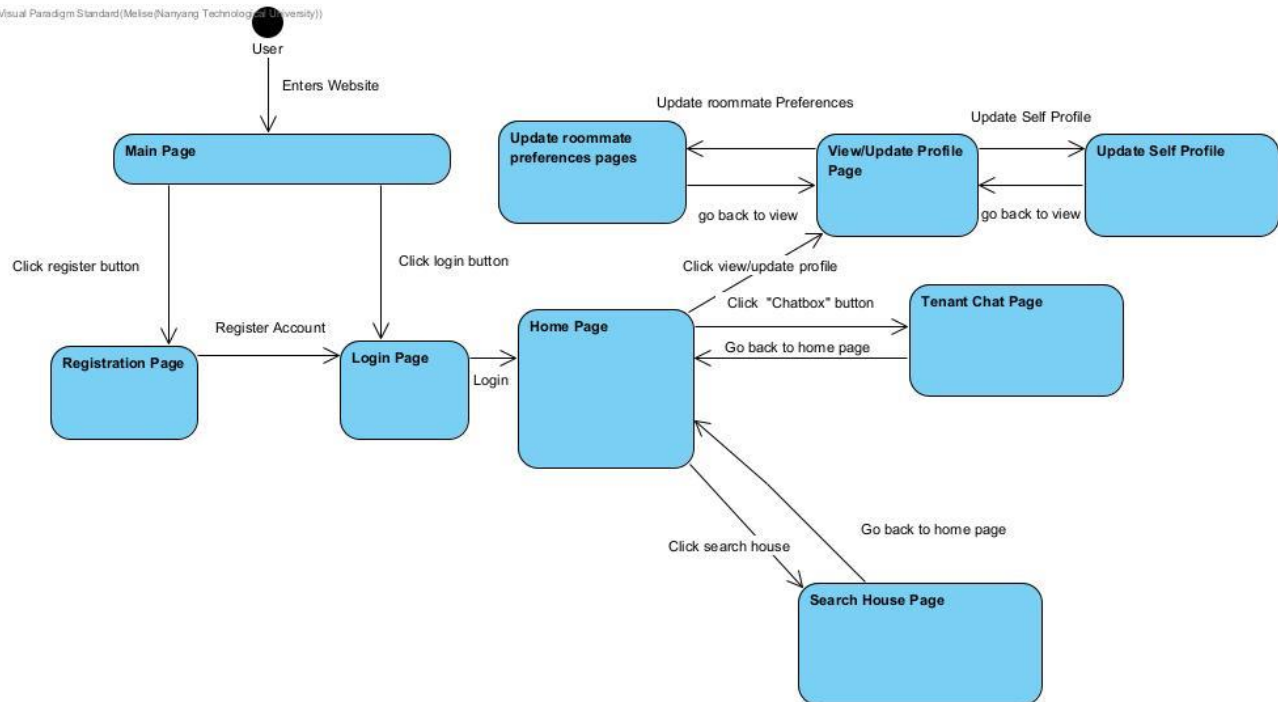 Visual Paradigm Standard(Melise(Nanyang Technological University))
User
Enters Website
Main Page
Click register button
Click login button
Registration Page
Register Account
Login Page
Login
Home Page
Update roommate Preferences
Update roommate
preferences pages
go back to view
View/Update Profile
Page
Update Self Profile
Update Self Profile
go back to view
Click view/update profile
Click "Chatbox" button
Tenant Chat Page
Go back to home page
Click search house
Go back to home page
Search House Page